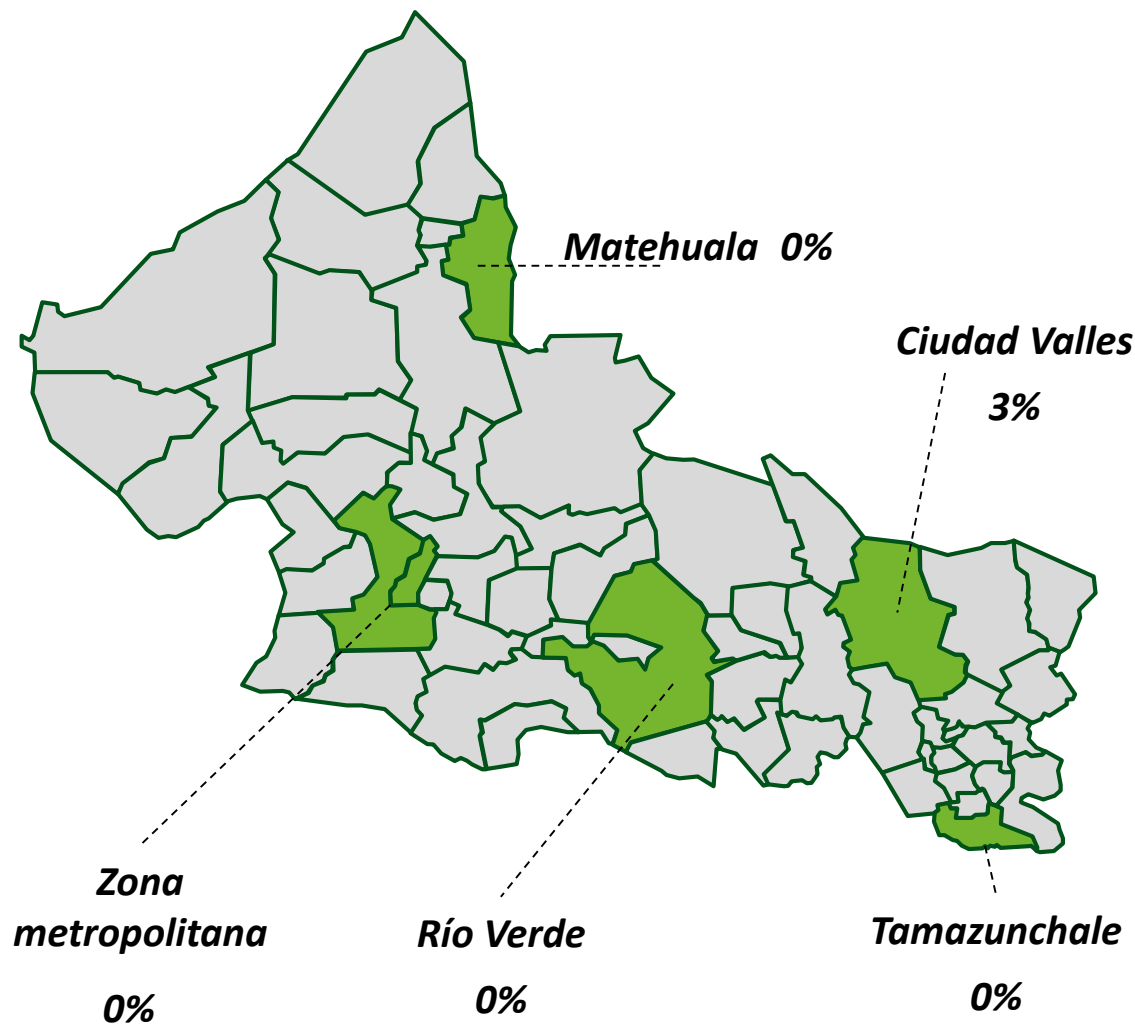 Matehuala 0%
Ciudad Valles
3%
Zona
metropolitana
0%
Río Verde
0%
Tamazunchale
0%